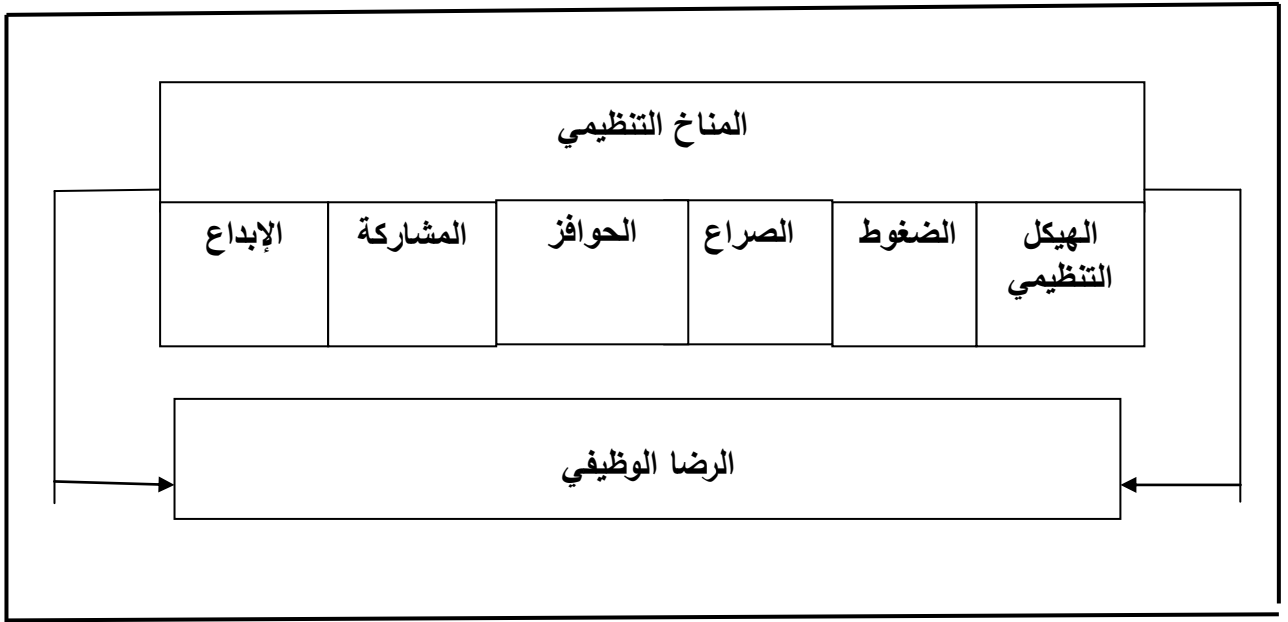 المناخ التنظيمي
الهيكل التنظيمي
الضغوط
الصراع
الحوافز
المشاركة
الإبداع
الرضا الوظيفي